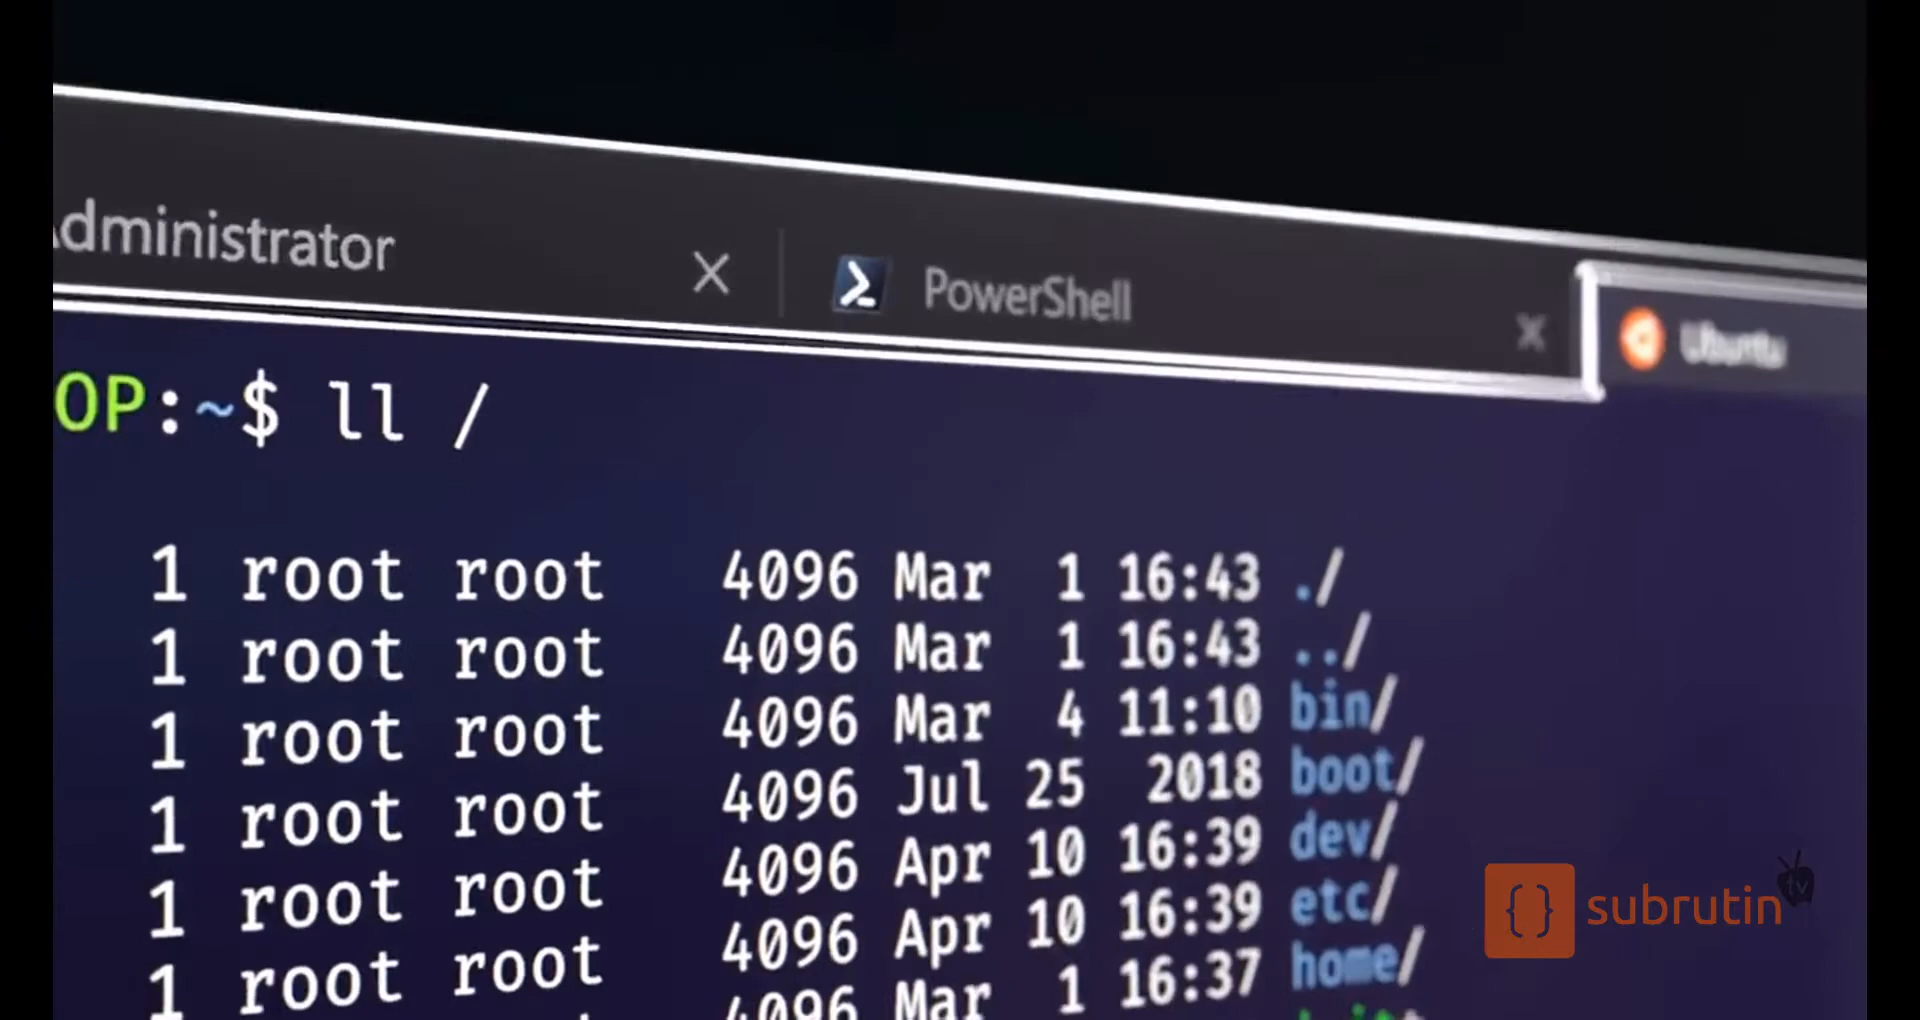 dministrator
PowerShell
Ubuntu
OP:~$ ll /
1 root root 4096 Mar 1 16:43 ./
1 root root 4096 Mar 1 16:43 ../
1 root root 4096 Mar 4 11:10 bin/
1 root root 4096 Jul 25 2018 boot/
1 root root 4096 Apr 10 16:39 dev/
1 root root 4096 Apr 10 16:39 etc/
4096 Mar 1 16:37 home/
{} subrutin
tv